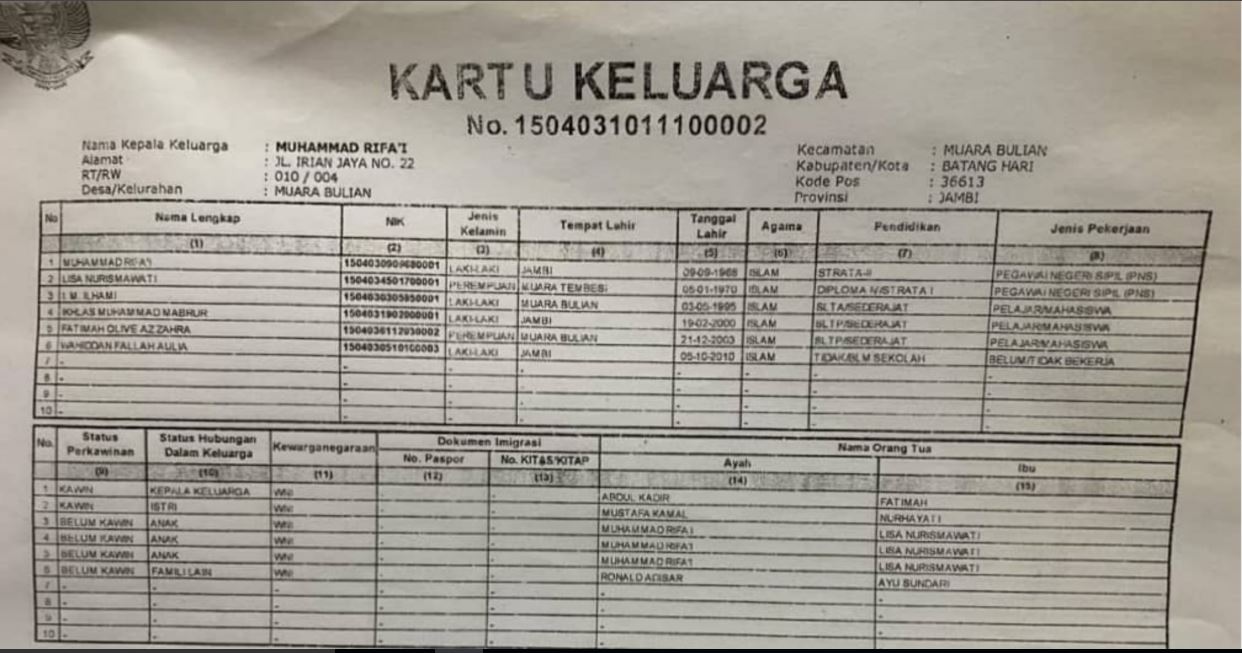 KARTU KELUARGA
No. 1504031011100002
Nama Kepala Keluarga : MUHAMMAD RIFA'I
Alamat : JL. IRIAN JAYA NO. 22
RT/RW : 010 / 004
Desa/Kelurahan : MUARA BULIAN
Kecamatan : MUARA BULIAN
Kabupaten/Kota : BATANG HARI
Kode Pos : 36613
Provinsi : JAMBI
No Nama Lengkap NIK Jenis Kelamin Tempat Lahir Tanggal Lahir Agama Pendidikan Jenis Pekerjaan
(1) (2) (3) (4) (5) (6) (7) (8)
1 MUHAMMAD RIFA'I 1504030909680001 LAKI-LAKI JAMBI 09-09-1968 ISLAM STRATA-II PEGAWAI NEGERI SIPIL (PNS)
2 LISA NURISMAWATI 1504034501700001 PEREMPUAN MUARA TEMBESI 05-01-1970 ISLAM DIPLOMA IV/STRATA I PEGAWAI NEGERI SIPIL (PNS)
3 I M. ILHAMI 1504030305950001 LAKI-LAKI MUARA BULIAN 03-05-1995 ISLAM SLTA/SEDERAJAT PELAJAR/MAHASISWA
4 IKHLAS MUHAMMAD MABRUR 1504031902000001 LAKI-LAKI JAMBI 19-02-2000 ISLAM SLTP/SEDERAJAT PELAJAR/MAHASISWA
5 FATIMAH OLIVE AZZAHRA 1504036112030002 PEREMPUAN MUARA BULIAN 21-12-2003 ISLAM SLTP/SEDERAJAT PELAJAR/MAHASISWA
6 FALLAH AULIA 1504030510100003 LAKI-LAKI JAMBI 05-10-2010 ISLAM TIDAK/BLM SEKOLAH BELUM/TIDAK BEKERJA
7 - - - - - - - -
8 - - - - - - - -
9 - - - - - - - -
10 - - - - - - - -
No. Status Perkawinan Status Hubungan Dalam Keluarga Kewarganegaraan Dokumen Imigrasi Nama Orang Tua
No. Paspor No. KITAS/KITAP Ayah Ibu
(9) (10) (11) (12) (13) (14) (15)
1 KAWIN KEPALA KELUARGA WNI - - ABDUL KADIR FATIMAH
2 KAWIN ISTRI WNI - - MUSTAFA KAMAL NURHAYATI
3 BELUM KAWIN ANAK WNI - - MUHAMMAD RIFA'I LISA NURISMAWATI
4 BELUM KAWIN ANAK WNI - - MUHAMMAD RIFA'I LISA NURISMAWATI
5 BELUM KAWIN ANAK WNI - - MUHAMMAD RIFA'I LISA NURISMAWATI
6 BELUM KAWIN FAMILI LAIN WNI - - RONALD AYU SUNDARI
7 - - - - - - -
8 - - - - - - -
9 - - - - - - -
10 - - - - - - -